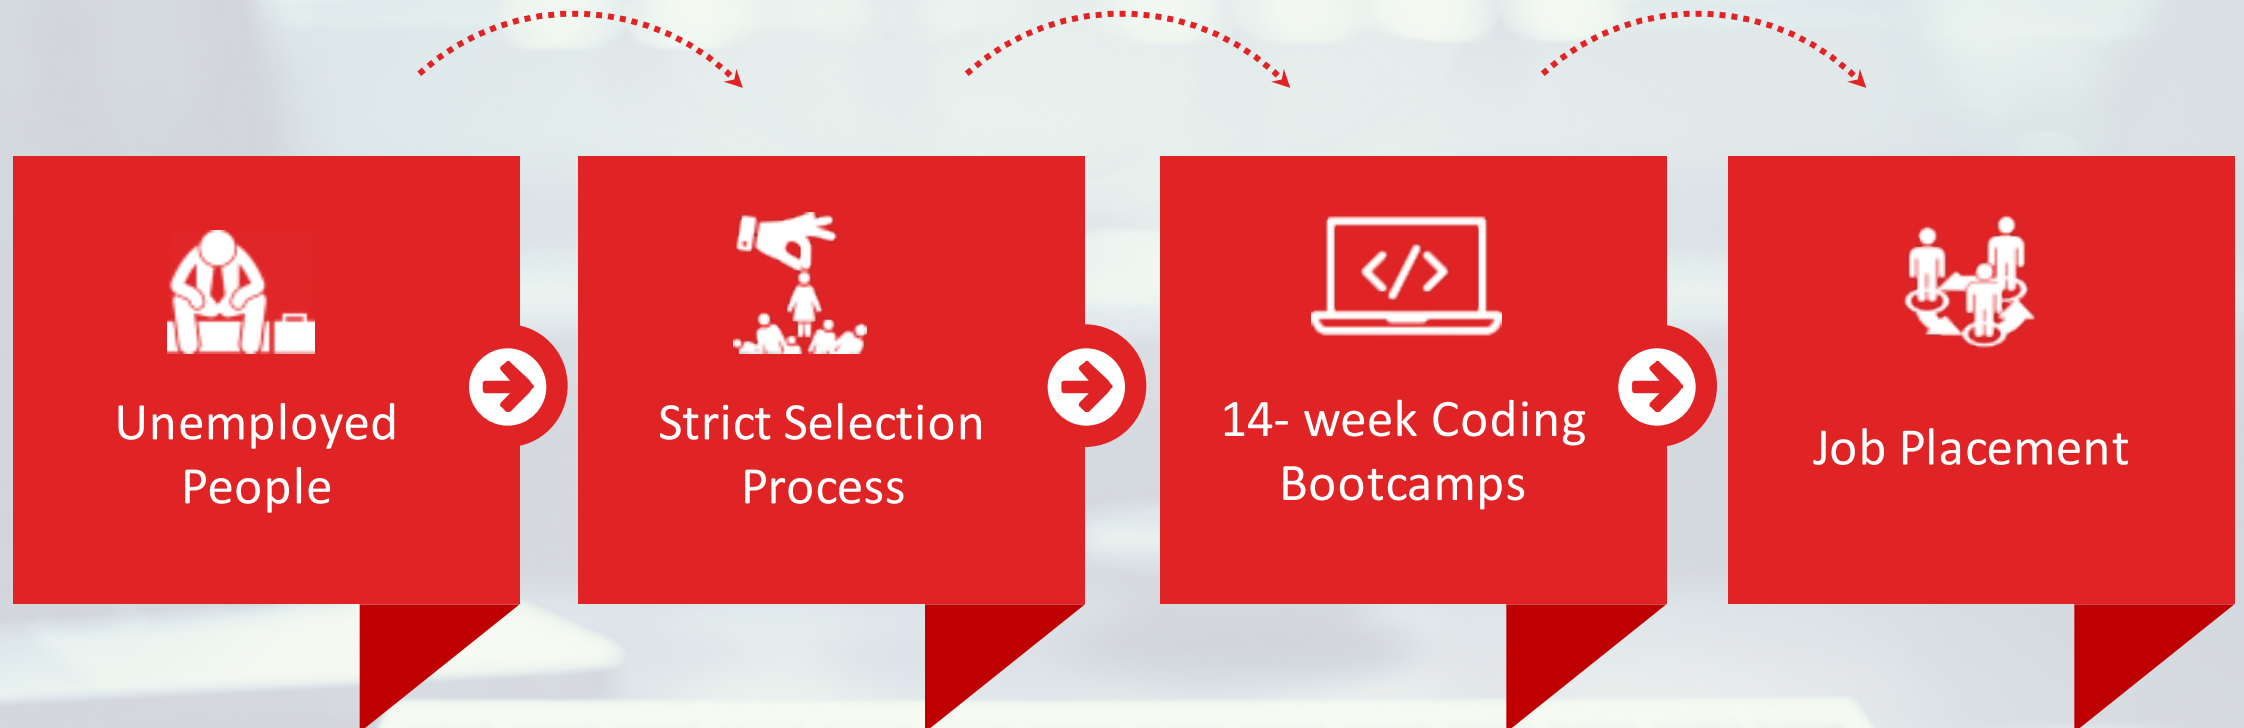 Unemployed
People
Strict Selection
Process
14- week Coding
Bootcamps
Job Placement